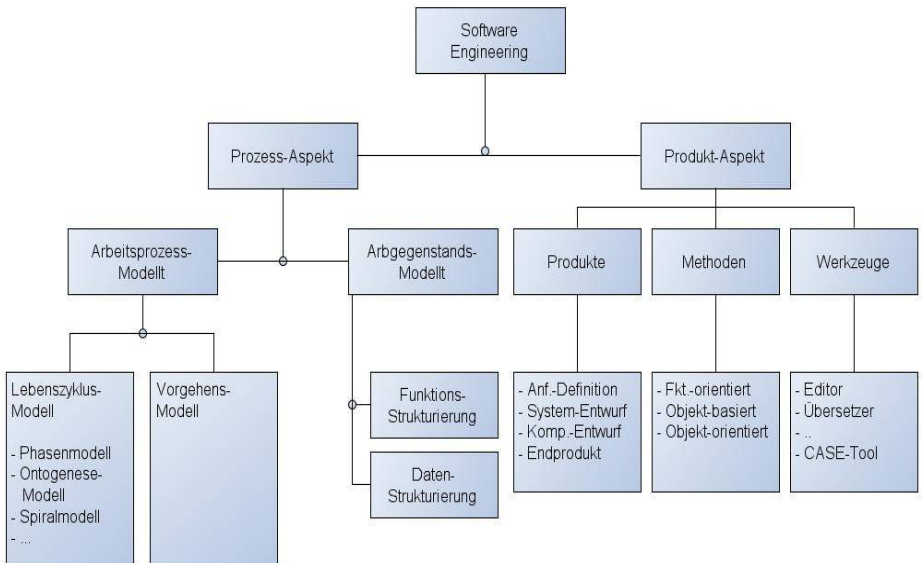 Software
Engineering
Prozess-Aspekt
Produkt-Aspekt
Arbeitsprozess-
Modellt
Arbgegenstands-
Modellt
Produkte
Methoden
Werkzeuge
Lebenszyklus-
Modell
- Phasenmodell
- Ontogenese-
Modell
- Spiralmodell
- ...
Vorgehens-
Modell
Funktions-
Strukturierung
Daten-
Strukturierung
- Anf.-Definition
- System-Entwurf
- Komp.-Entwurf
- Endprodukt
- Fkt.-orientiert
- Objekt-basiert
- Objekt-orientiert
- Editor
- Übersetzer
- ..
- CASE-Tool